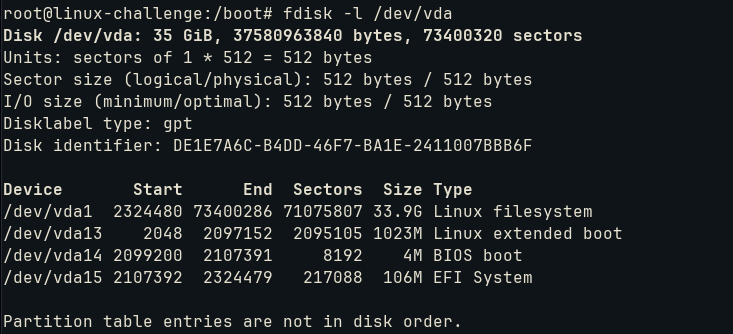 root@linux-challenge:/boot# fdisk -l /dev/vda
Disk /dev/vda: 35 GiB, 37580963840 bytes, 73400320 sectors
Units: sectors of 1 * 512 = 512 bytes
Sector size (logical/physical): 512 bytes / 512 bytes
I/O size (minimum/optimal): 512 bytes / 512 bytes
Disklabel type: gpt
Disk identifier: DE1E7A6C-B4DD-46F7-BA1E-2411007BBB6F

Device       Start      End  Sectors  Size Type
/dev/vda1  2324480 73400286 71075807 33.9G Linux filesystem
/dev/vda13    2048  2097152  2095105 1023M Linux extended boot
/dev/vda14 2099200  2107391     8192    4M BIOS boot
/dev/vda15 2107392  2324479   217088  106M EFI System

Partition table entries are not in disk order.